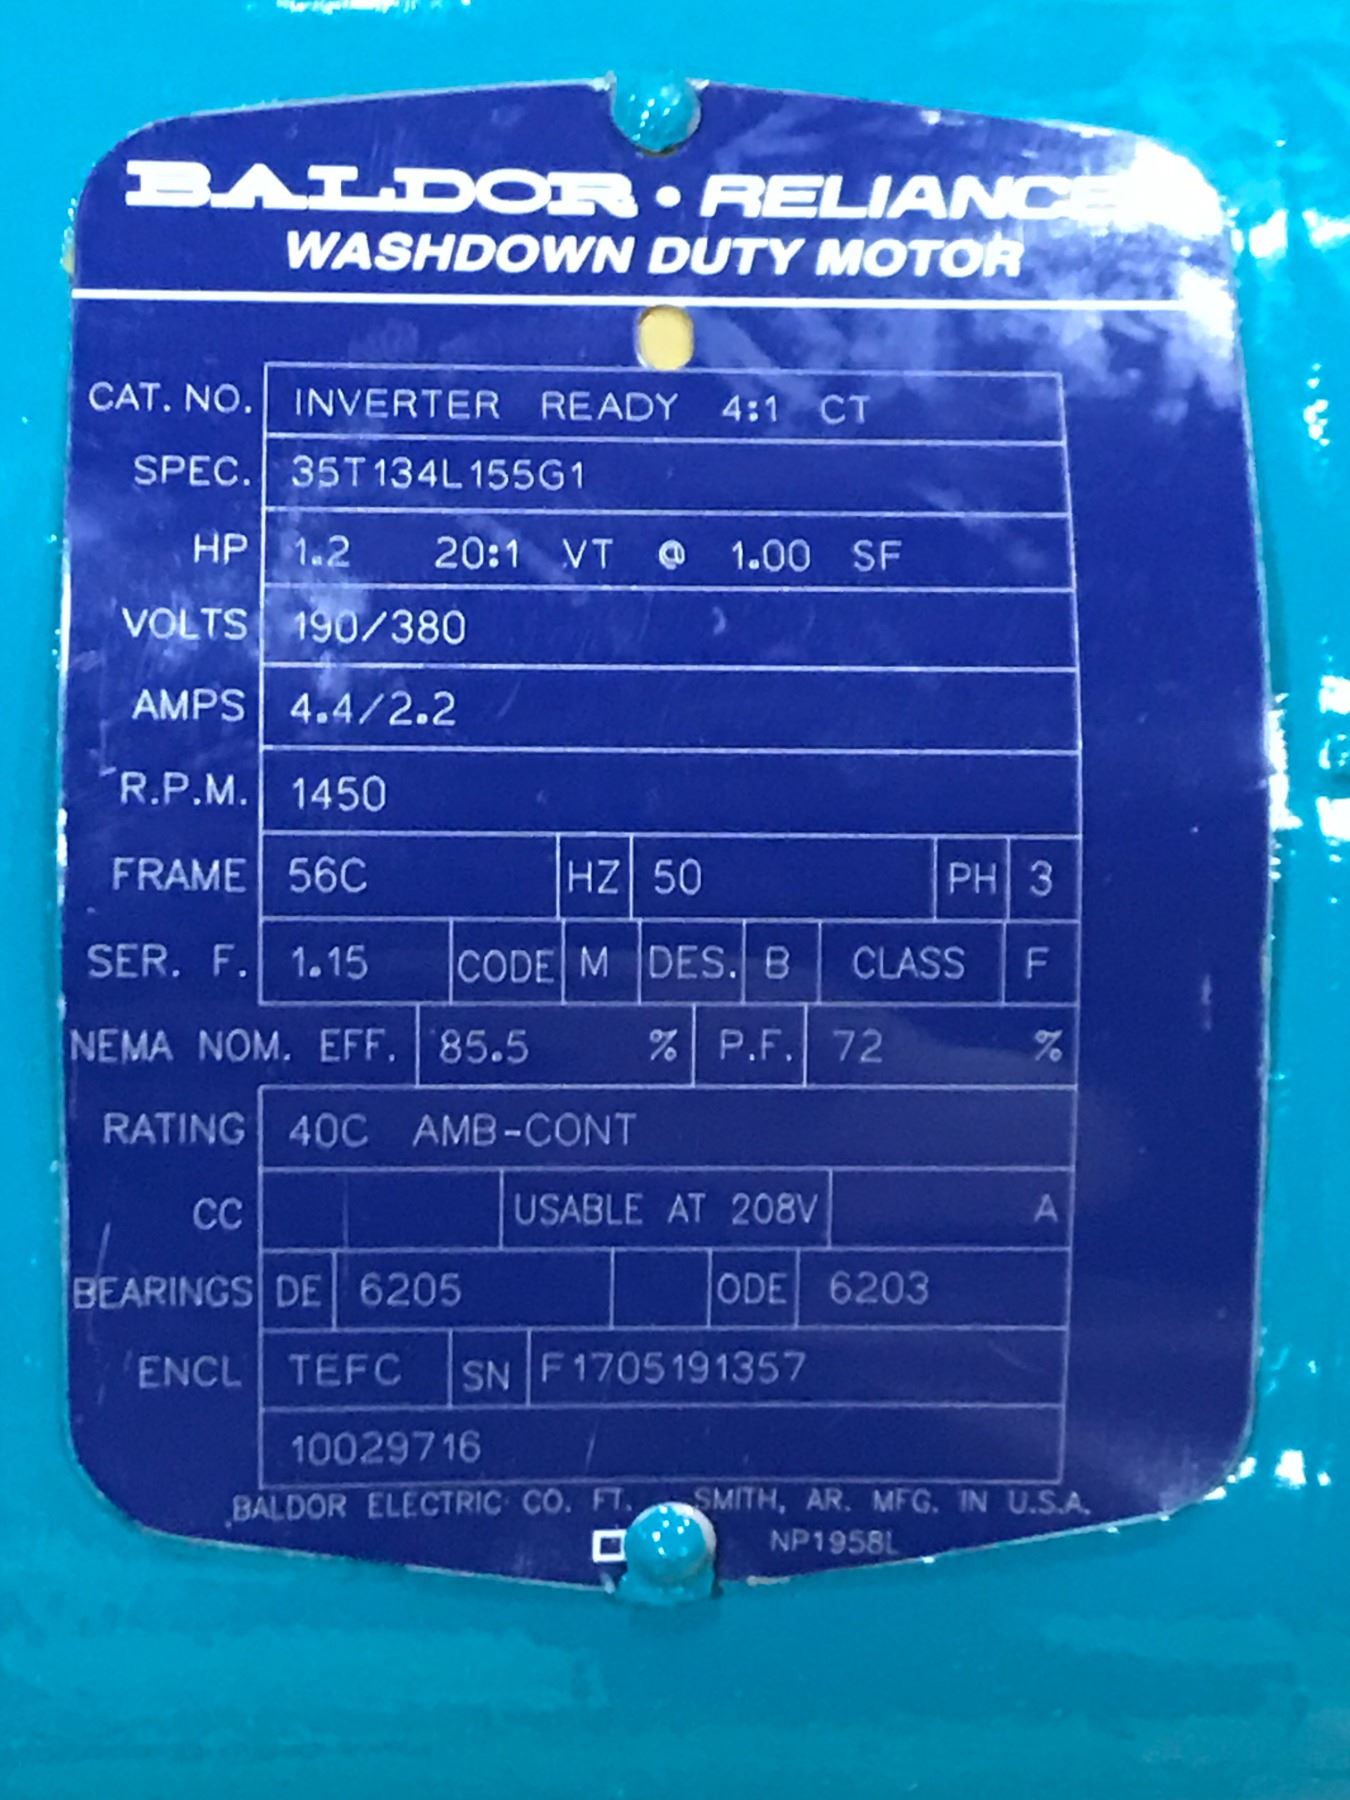 BALDOR • RELIANCE
WASHDOWN DUTY MOTOR
CAT. NO. INVERTER READY 4:1 CT
SPEC. 35T134L155G1
HP 1.2 20:1 VT @ 1.00 SF
VOLTS 190/380
AMPS 4.4/2.2
R.P.M. 1450
FRAME 56C HZ 50 PH 3
SER. F. 1.15 CODE M DES. B CLASS F
NEMA NOM. EFF. 85.5 % P.F. 72 %
RATING 40C AMB-CONT
CC USABLE AT 208V A
BEARINGS DE 6205 ODE 6203
ENCL TEFC SN F1705191357
10029716
BALDOR ELECTRIC CO. FT. SMITH, AR. MFG. IN U.S.A.
NP1958L